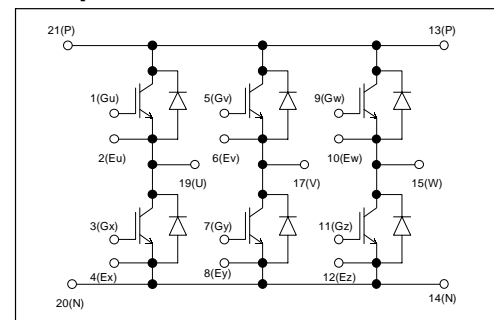 21(P)
13(P)
1(Gu)
5(Gv)
9(Gw)
2(Eu)
6(Ev)
10(Ew)
19(U)
17(V)
15(W)
3(Gx)
7(Gy)
11(Gz)
4(Ex)
8(Ey)
12(Ez)
20(N)
14(N)